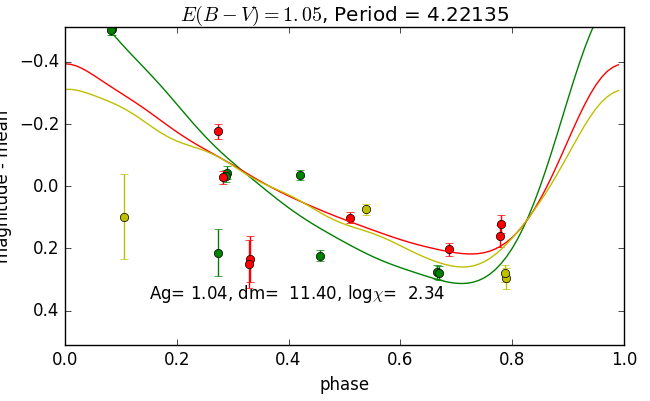 E(B − V) = 1.05, Period = 4.22135
−0.4
−0.2
0.0
0.2
0.4
magnitude - mean
Ag= 1.04, dm=  11.40, logχ=  2.34
0.0 0.2 0.4 0.6 0.8 1.0
phase